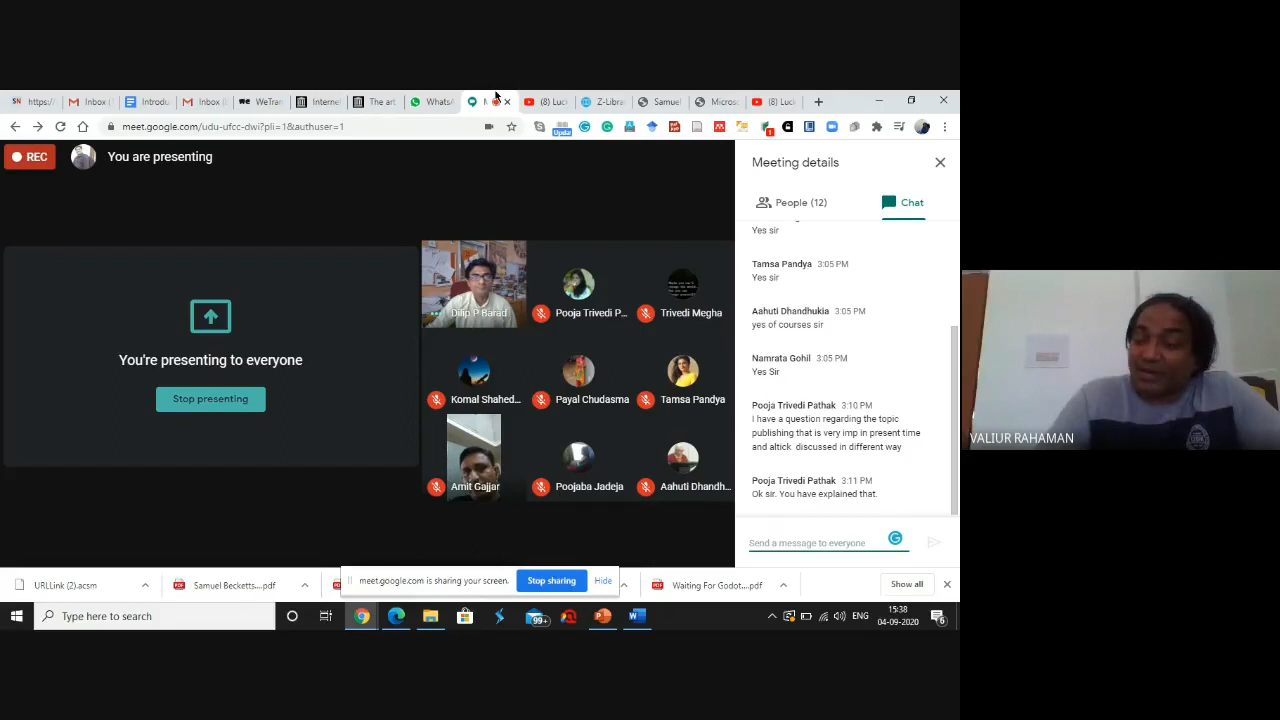 https://
Inbox (
Introdu
Inbox (
WeTran
Internet
The art
WhatsA
(8) Luck
Z-Librar
Samuel
Microso
(8) Luck
meet.google.com/udu-ufcc-dwi?pli=1&authuser=1
REC
You are presenting
Meeting details
People (12)
Chat
Yes sir
Tamsa Pandya 3:05 PM
Yes sir
Aahuti Dhandhukia 3:05 PM
yes of courses sir
Namrata Gohil 3:05 PM
Yes Sir
Pooja Trivedi Pathak 3:10 PM
I have a question regarding the topic
publishing that is very imp in present time
and altick discussed in different way
Pooja Trivedi Pathak 3:11 PM
Ok sir. You have explained that.
Send a message to everyone
You're presenting to everyone
Stop presenting
Dilip P Barad
Pooja Trivedi P...
Trivedi Megha
Komal Shahed...
Payal Chudasma
Tamsa Pandya
Amit Gajjar
Poojaba Jadeja
Aahuti Dhandh...
VALIUR RAHAMAN
URLLink (2).acsm
Samuel Becketts....pdf
meet.google.com is sharing your screen.
Stop sharing
Hide
Waiting For Godot....pdf
Show all
Type here to search
99+
ENG
15:38
04-09-2020
6